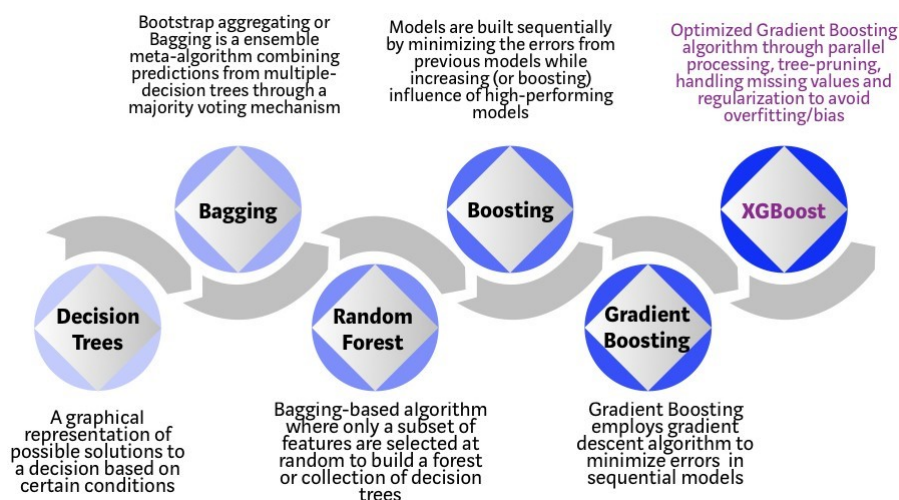 Bootstrap aggregating or
Bagging is a ensemble
meta-algorithm combining
predictions from multiple-
decision trees through a
majority voting mechanism
Models are built sequentially
by minimizing the errors from
previous models while
increasing (or boosting)
influence of high-performing
models
Optimized Gradient Boosting
algorithm through parallel
processing, tree-pruning,
handling missing values and
regularization to avoid
overfitting/bias
Bagging
Boosting
XGBoost
Decision
Trees
Random
Forest
Gradient
Boosting
A graphical
representation of
possible solutions to
a decision based on
certain conditions
Bagging-based algorithm
where only a subset of
features are selected at
random to build a forest
or collection of decision
trees
Gradient Boosting
employs gradient
descent algorithm to
minimize errors in
sequential models